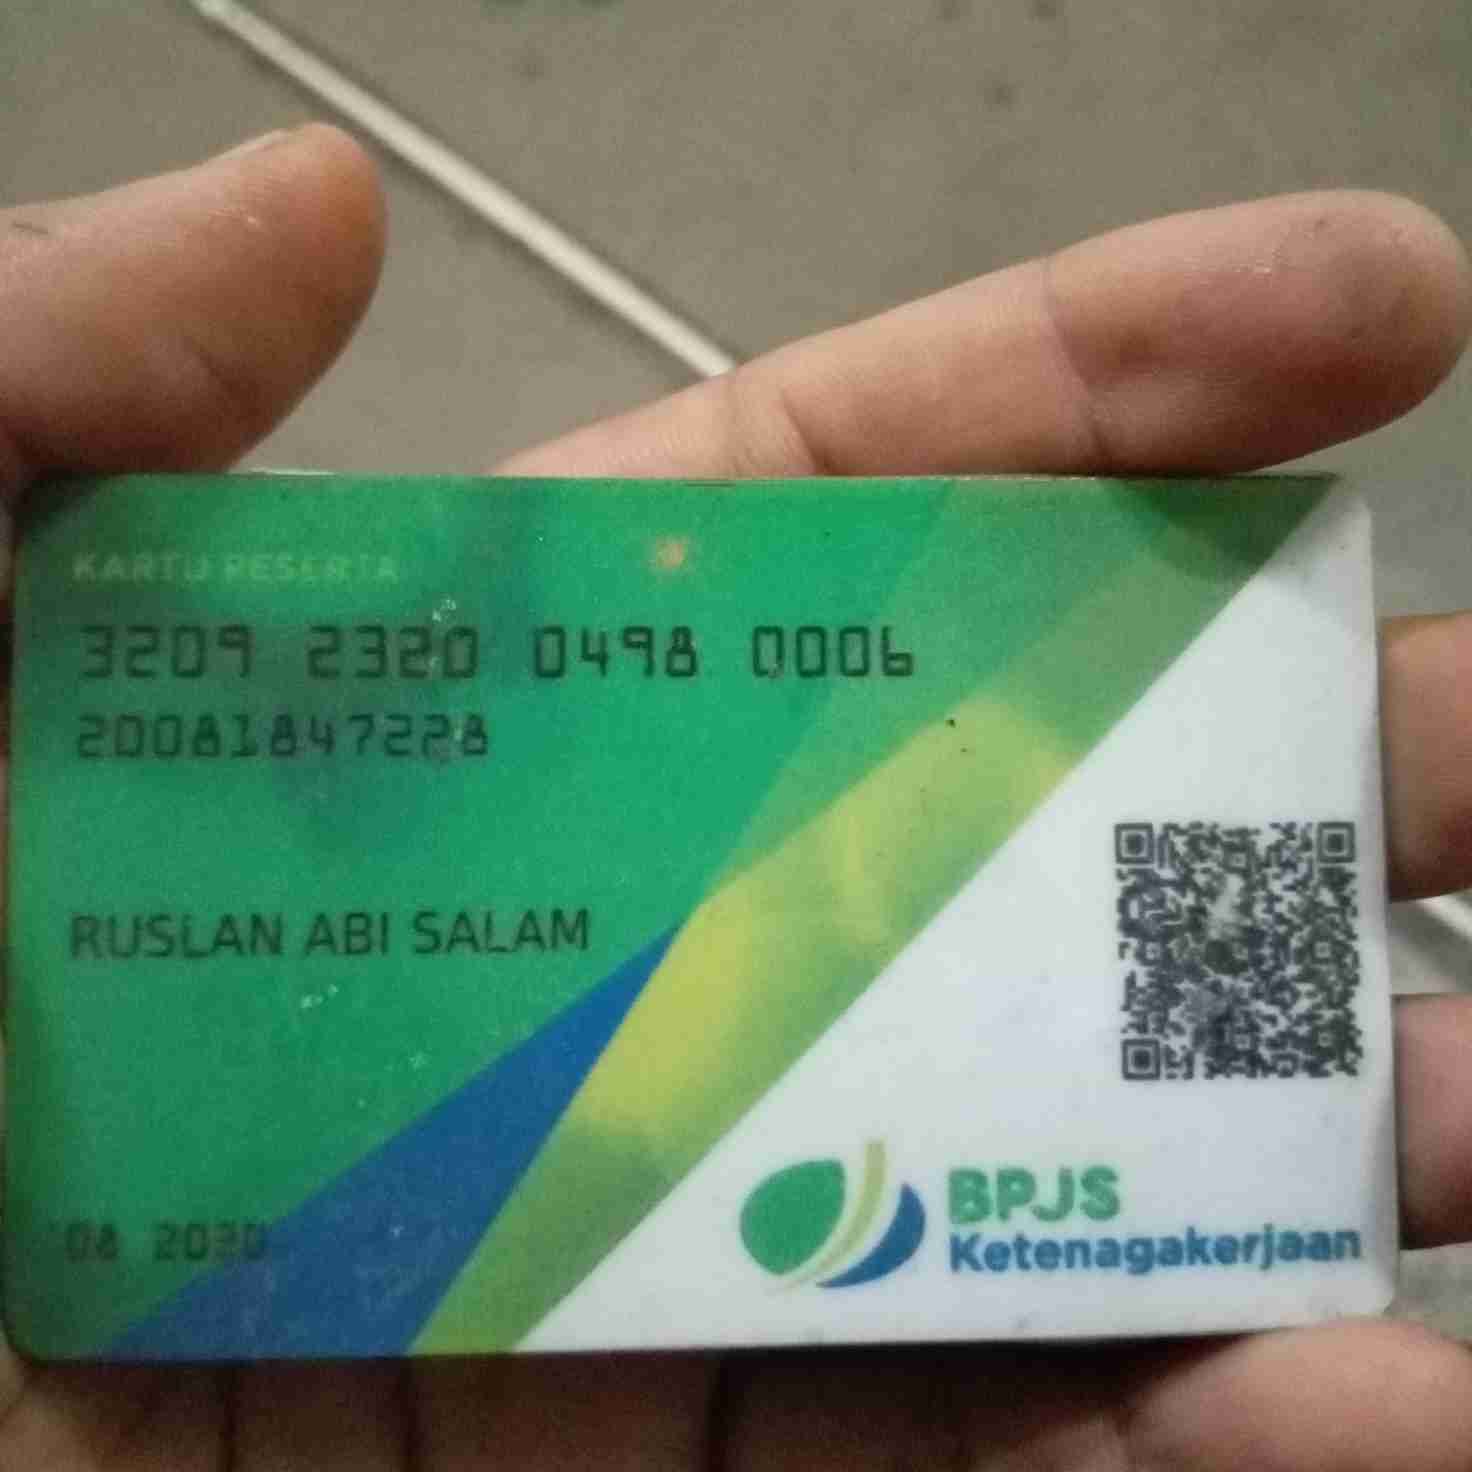 KARTU PESERTA
3209 2320 0498 0006
20081847228
RUSLAN ABI SALAM
08 2020
BPJS
Ketenagakerjaan